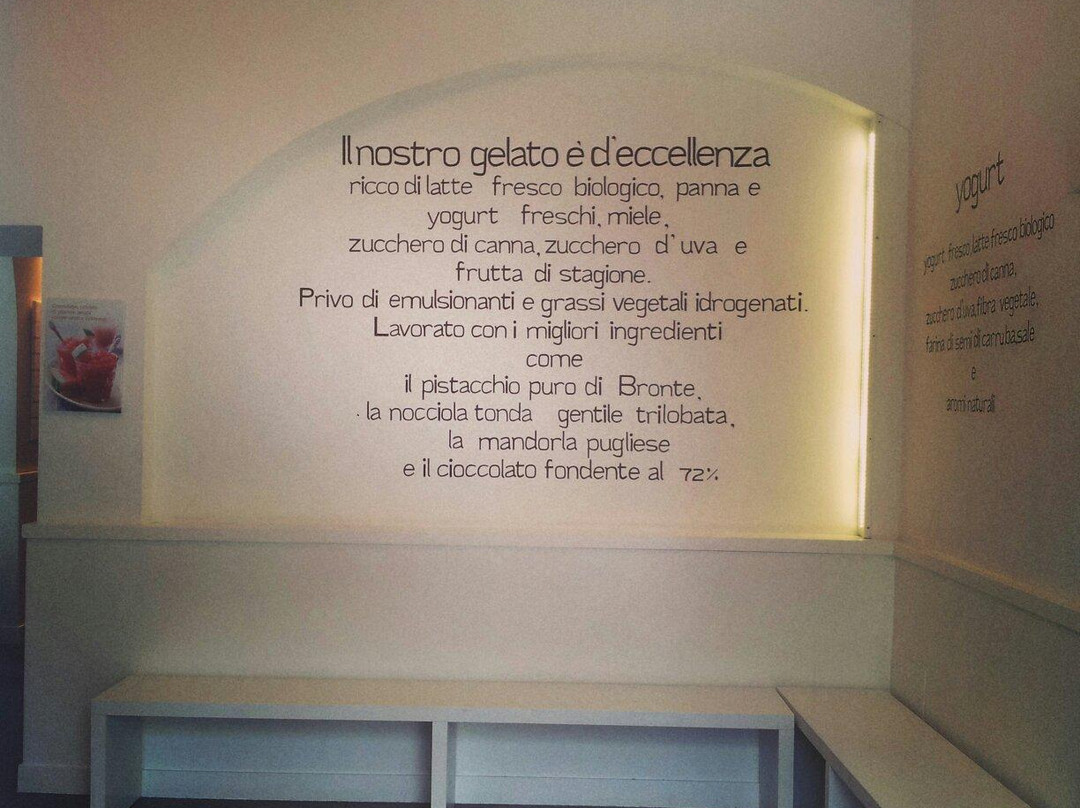 Il nostro gelato è d'eccellenza
ricco di latte fresco biologico, panna e
yogurt freschi, miele,
zucchero di canna, zucchero d'uva e
frutta di stagione.
Privo di emulsionanti e grassi vegetali idrogenati.
Lavorato con i migliori ingredienti
come
il pistacchio puro di Bronte,
la nocciola tonda gentile trilobata,
la mandorla pugliese
e il cioccolato fondente al 72%
yogurt
yogurt fresco, latte fresco biologico
zucchero di canna,
zucchero d'uva, fibra vegetale,
farina di semi di carruba, sale
e
aromi naturali